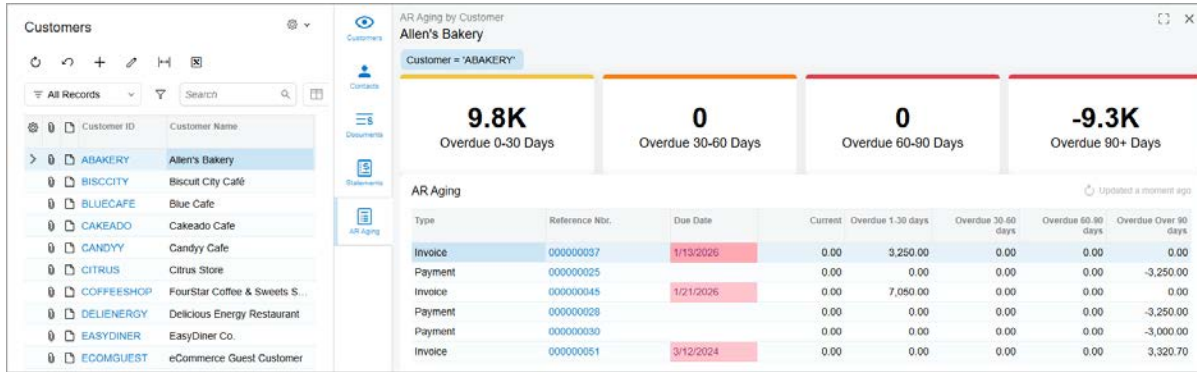 Customers
All Records
Search
Customer ID Customer Name
ABAKERY Allen's Bakery
BISCCITY Biscuit City Café
BLUECAFE Blue Cafe
CAKEADO Cakeado Cafe
CANDYY Candyy Cafe
CITRUS Citrus Store
COFFEESHOP FourStar Coffee & Sweets S...
DELIENERGY Delicious Energy Restaurant
EASYDINER EasyDiner Co.
ECOMGUEST eCommerce Guest Customer
Customers
Contacts
Documents
Statements
AR Aging
AR Aging by Customer
Allen's Bakery
Customer = 'ABAKERY'
9.8K
Overdue 0-30 Days
0
Overdue 30-60 Days
0
Overdue 60-90 Days
-9.3K
Overdue 90+ Days
AR Aging
Updated a moment ago
Type Reference Nbr. Due Date Current Overdue 1-30 days Overdue 30-60 days Overdue 60-90 days Overdue Over 90 days
Invoice 000000037 1/13/2026 0.00 3,250.00 0.00 0.00 0.00
Payment 000000025 0.00 0.00 0.00 0.00 -3,250.00
Invoice 000000045 1/21/2026 0.00 7,050.00 0.00 0.00 0.00
Payment 000000028 0.00 0.00 0.00 0.00 -3,250.00
Payment 000000030 0.00 0.00 0.00 0.00 -3,000.00
Invoice 000000051 3/12/2024 0.00 0.00 0.00 0.00 3,320.70